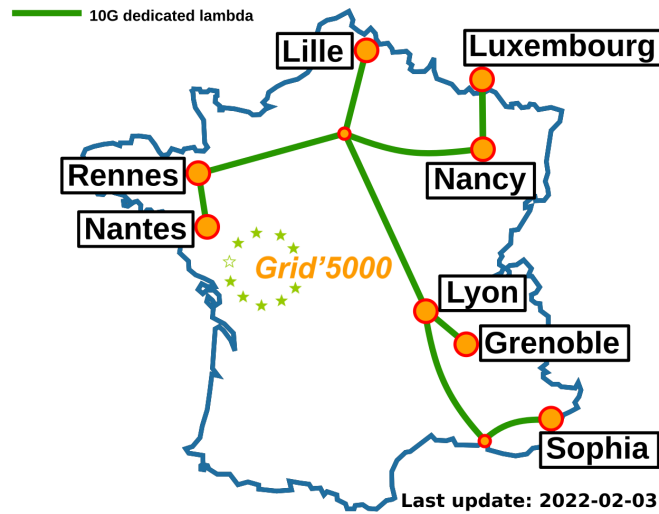 10G dedicated lambda
Lille
Luxembourg
Rennes
Nancy
Nantes
Grid'5000
Lyon
Grenoble
Sophia
Last update: 2022-02-03